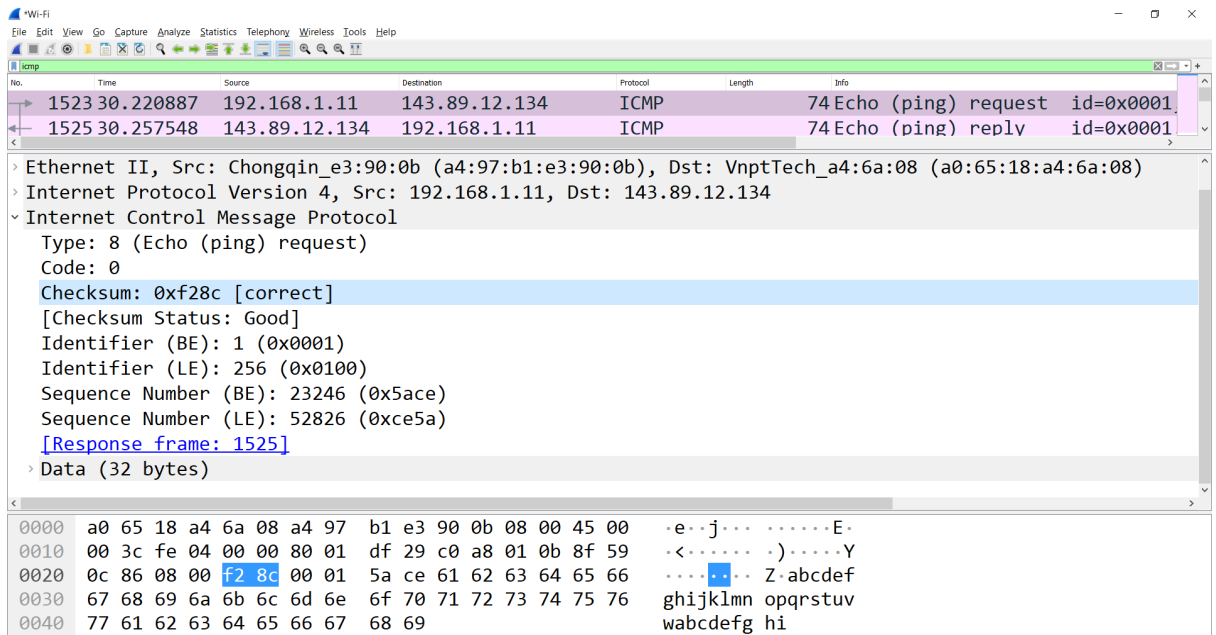 *Wi-Fi
File Edit View Go Capture Analyze Statistics Telephony Wireless Tools Help
icmp
No. Time Source Destination Protocol Length Info
1523 30.220887 192.168.1.11 143.89.12.134 ICMP 74 Echo (ping) request id=0x0001,
1525 30.257548 143.89.12.134 192.168.1.11 ICMP 74 Echo (ping) reply id=0x0001
Ethernet II, Src: Chongqin_e3:90:0b (a4:97:b1:e3:90:0b), Dst: VnptTech_a4:6a:08 (a0:65:18:a4:6a:08)
Internet Protocol Version 4, Src: 192.168.1.11, Dst: 143.89.12.134
Internet Control Message Protocol
Type: 8 (Echo (ping) request)
Code: 0
Checksum: 0xf28c [correct]
[Checksum Status: Good]
Identifier (BE): 1 (0x0001)
Identifier (LE): 256 (0x0100)
Sequence Number (BE): 23246 (0x5ace)
Sequence Number (LE): 52826 (0xce5a)
[Response frame: 1525]
Data (32 bytes)
0000 a0 65 18 a4 6a 08 a4 97 b1 e3 90 0b 08 00 45 00 ·e··j··· ······E·
0010 00 3c fe 04 00 00 80 01 df 29 c0 a8 01 0b 8f 59 ·<······ ·)·····Y
0020 0c 86 08 00 f2 8c 00 01 5a ce 61 62 63 64 65 66 ········ Z·abcdef
0030 67 68 69 6a 6b 6c 6d 6e 6f 70 71 72 73 74 75 76 ghijklmn opqrstuv
0040 77 61 62 63 64 65 66 67 68 69 wabcdefg hi